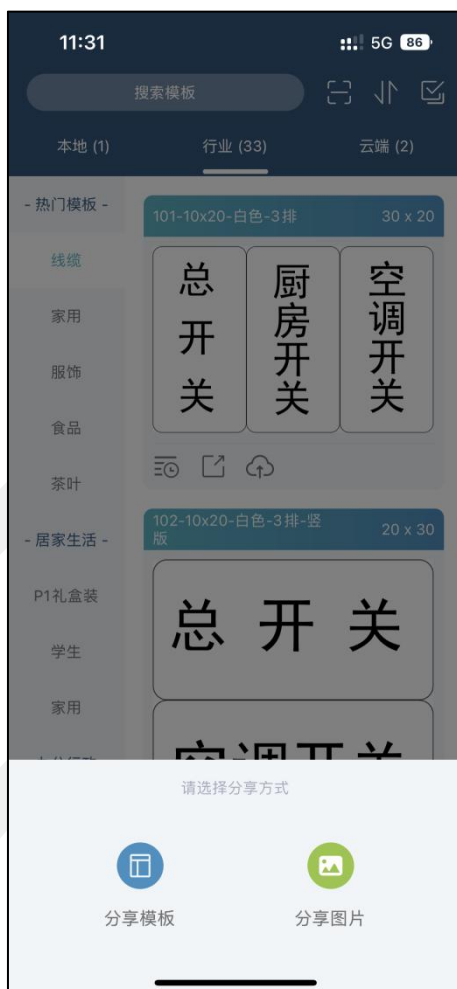 11:31
5G 86
搜索模板
本地 (1)
行业 (33)
云端 (2)
- 热门模板 -
线缆
家用
服饰
食品
茶叶
- 居家生活 -
P1礼盒装
学生
家用
101-10x20-白色-3排
30 x 20
总开关
厨房开关
空调开关
102-10x20-白色-3排-竖
版
20 x 30
总开关
空调开关
请选择分享方式
分享模板
分享图片